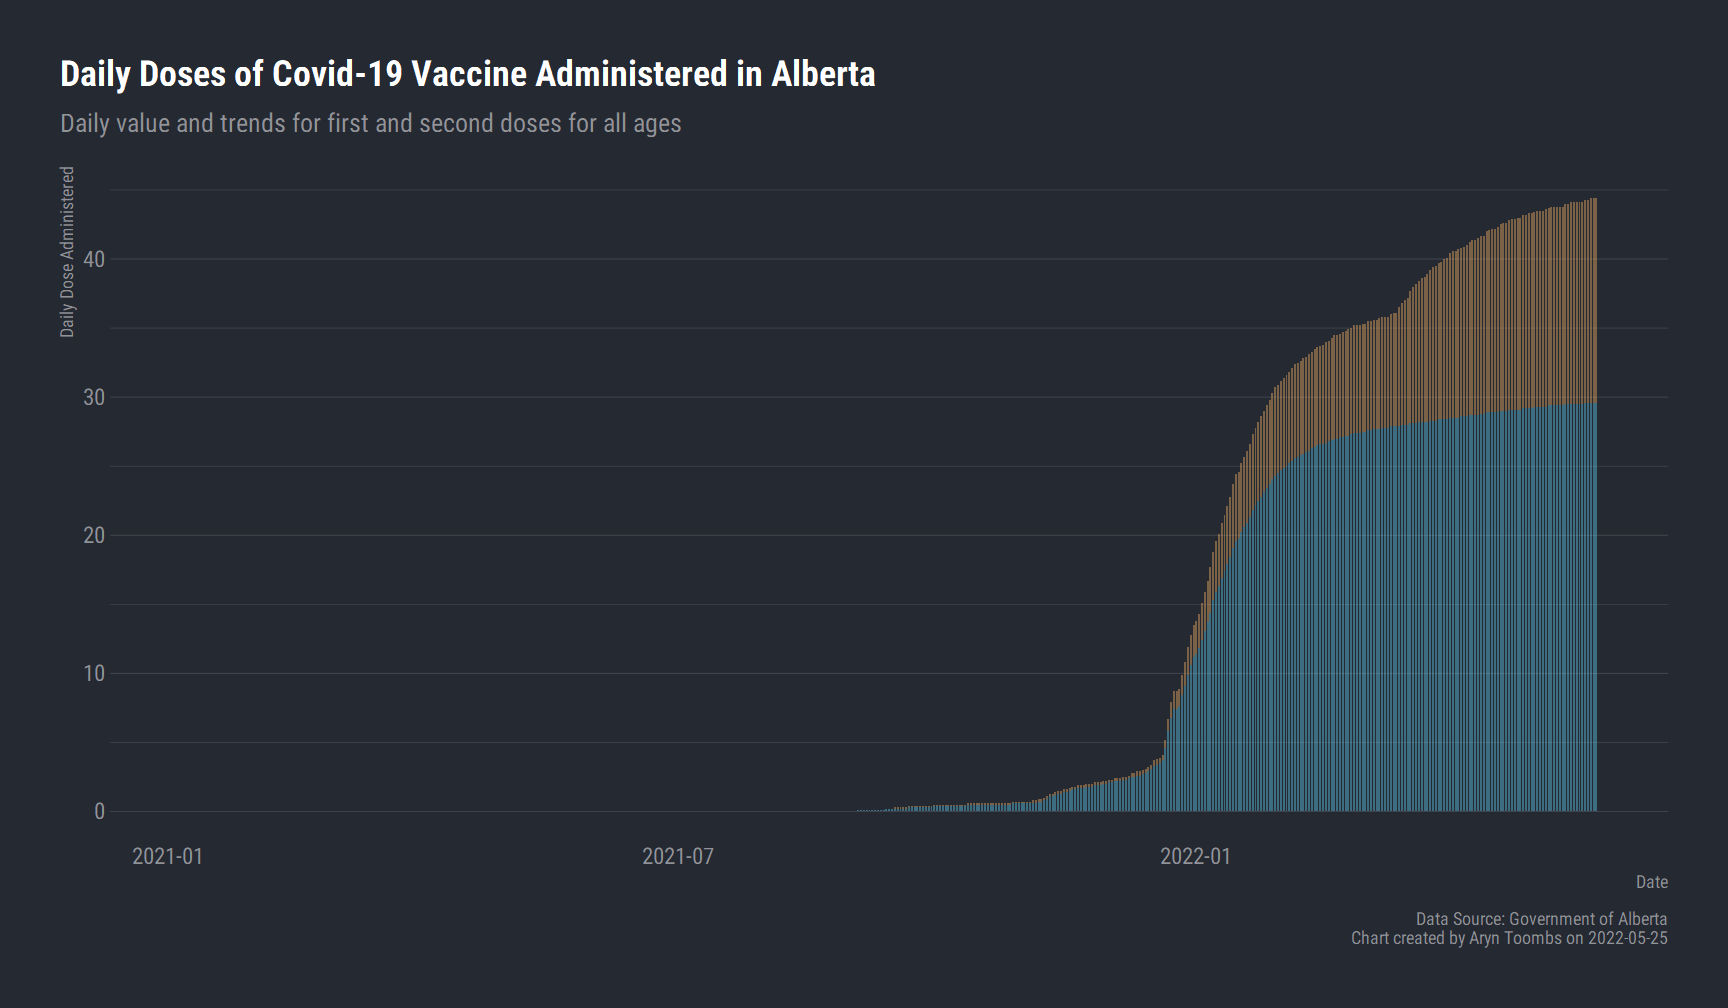 Daily Doses of Covid-19 Vaccine Administered in Alberta
Daily value and trends for first and second doses for all ages
Daily Dose Administered
40
30
20
10
0
2021-01
2021-07
2022-01
Date
Data Source: Government of Alberta
Chart created by Aryn Toombs on 2022-05-25